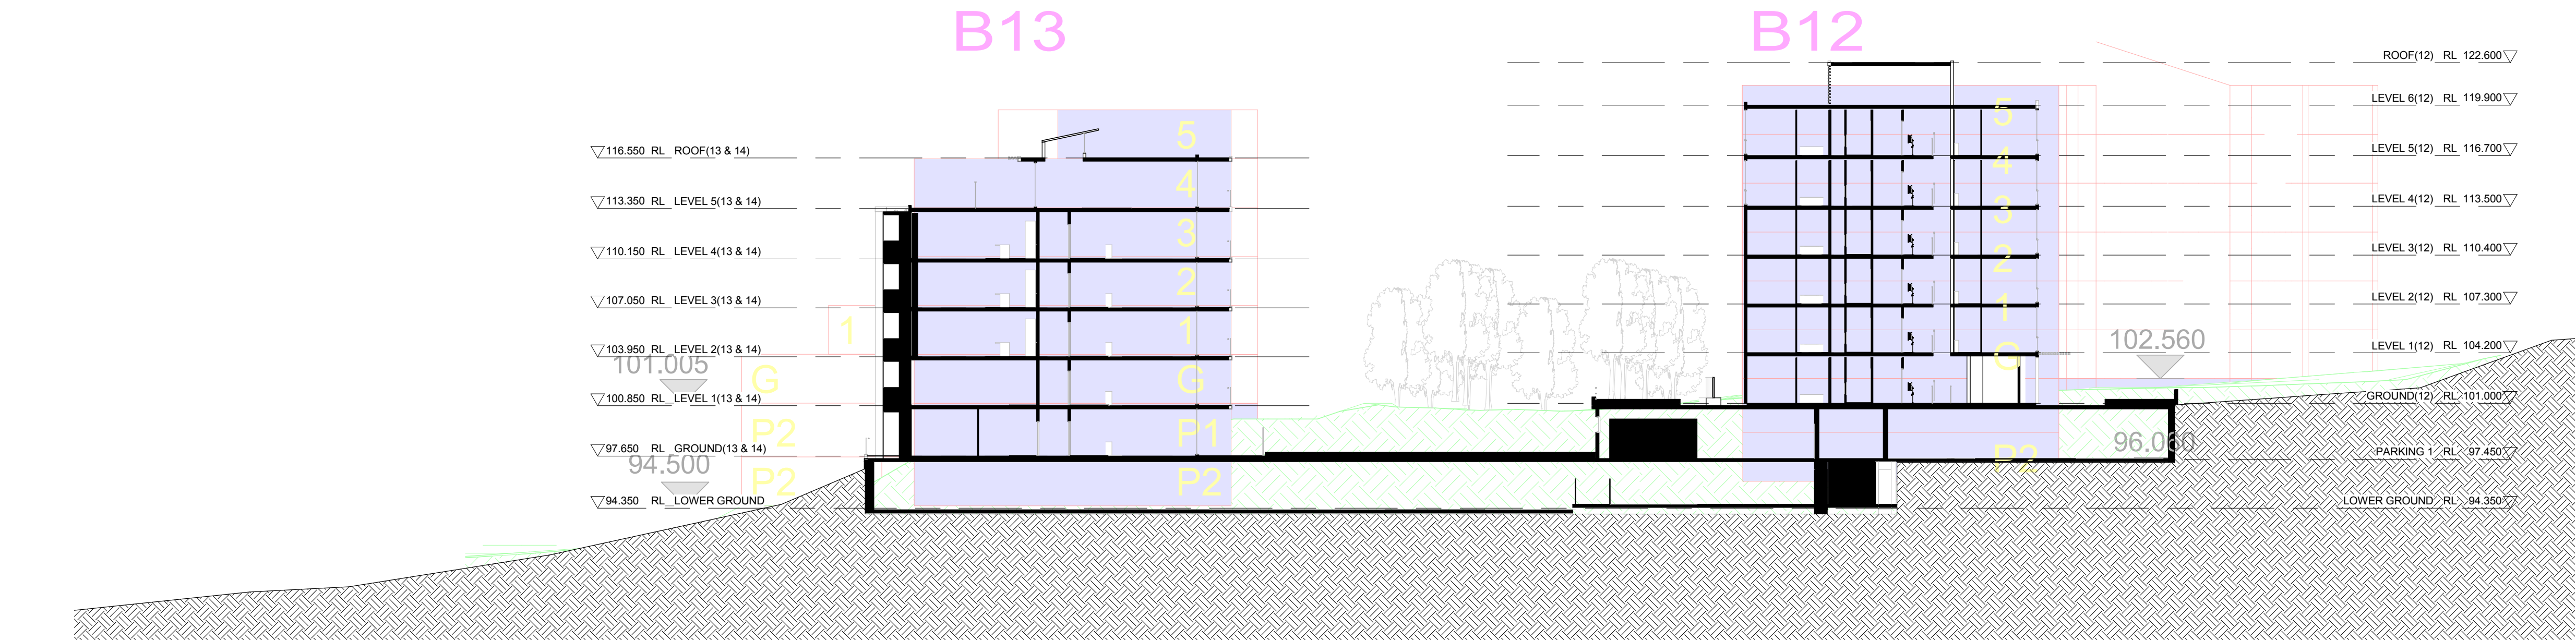 B13
B12
ROOF(12) RL 122.600
LEVEL 6(12) RL 119.900
5
5
116.550 RL ROOF(13 & 14)
LEVEL 5(12) RL 116.700
4
4
113.350 RL LEVEL 5(13 & 14)
LEVEL 4(12) RL 113.500
3
3
110.150 RL LEVEL 4(13 & 14)
LEVEL 3(12) RL 110.400
2
2
107.050 RL LEVEL 3(13 & 14)
LEVEL 2(12) RL 107.300
1
1
1
103.950 RL LEVEL 2(13 & 14)
102.560
LEVEL 1(12) RL 104.200
101.005
G
G
G
100.850 RL LEVEL 1(13 & 14)
GROUND(12) RL 101.000
P2
P1
96.060
97.650 RL GROUND(13 & 14)
PARKING 1 RL 97.450
94.500
P2
P2
P2
94.350 RL LOWER GROUND
LOWER GROUND RL 94.350